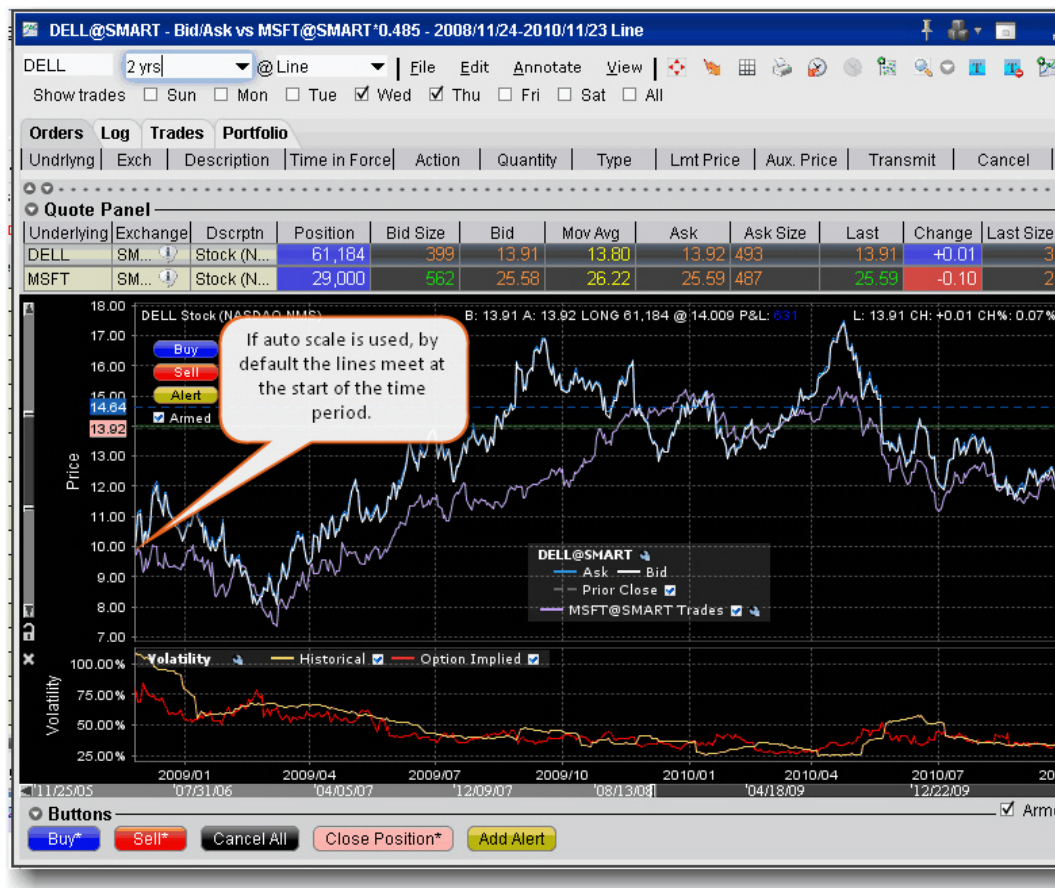 DELL@SMART - Bid/Ask vs MSFT@SMART*0.485 - 2008/11/24-2010/11/23 Line
DELL 2 yrs @ Line File Edit Annotate View
Show trades Sun Mon Tue Wed Thu Fri Sat All
Orders Log Trades Portfolio
Undrlyng Exch Description Time in Force Action Quantity Type Lmt Price Aux. Price Transmit Cancel
Quote Panel
Underlying Exchange Dscrptn Position Bid Size Bid Mov Avg Ask Ask Size Last Change Last Size
DELL SM... Stock (N... 61,184 399 13.91 13.80 13.92 493 13.91 +0.01 3
MSFT SM... Stock (N... 29,000 562 25.58 26.22 25.59 487 25.59 -0.10 2
DELL Stock (NASDAQ NMS) B: 13.91 A: 13.92 LONG 61,184 @ 14.009 P&L: 631 L: 13.91 CH: +0.01 CH%: 0.07%
Buy
Sell
Alert
Armed
If auto scale is used, by
default the lines meet at
the start of the time
period.
Price
18.00
17.00
16.00
15.00
14.64
13.92
13.00
12.00
11.00
10.00
9.00
8.00
7.00
DELL@SMART
Ask Bid
Prior Close
MSFT@SMART Trades
Volatility Historical Option Implied
Volatility
100.00%
75.00%
50.00%
25.00%
2009/01 2009/04 2009/07 2009/10 2010/01 2010/04 2010/07 20
'11/25/05 '07/31/06 '04/05/07 '12/09/07 '08/13/08 '04/18/09 '12/22/09
Buttons Arme
Buy* Sell* Cancel All Close Position* Add Alert